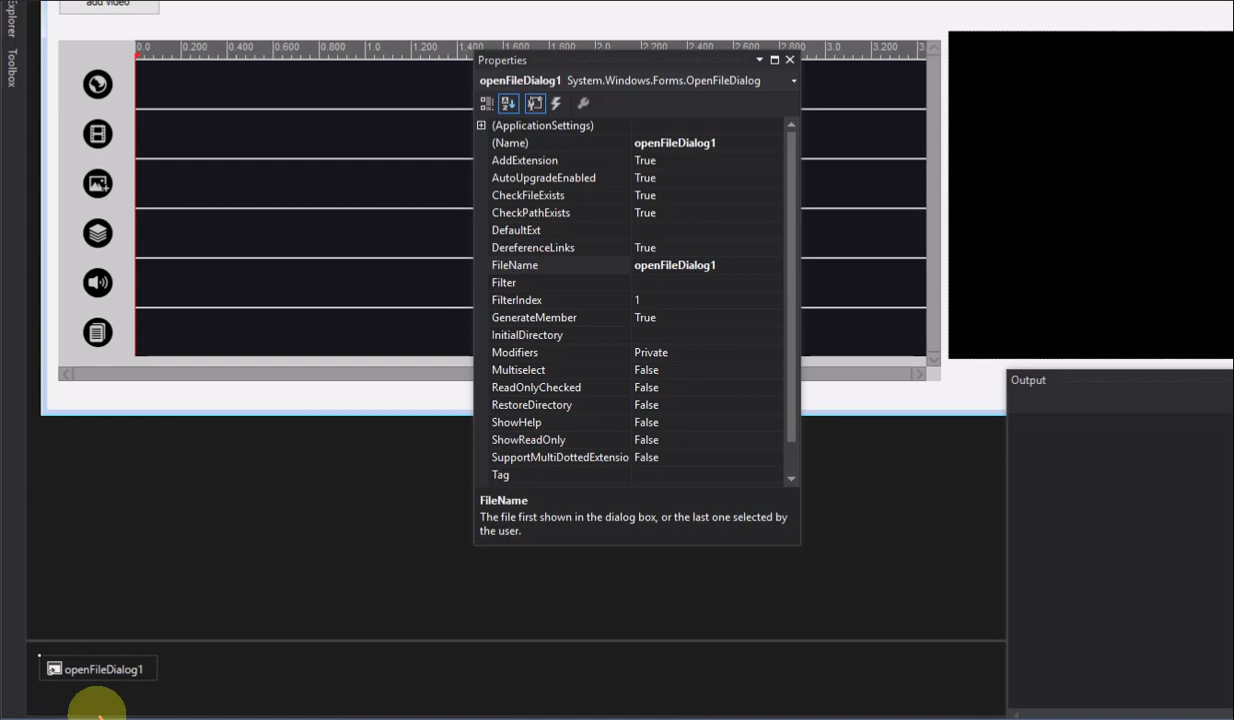 add video
Explorer
Toolbox
0.0 0.200 0.400 0.600 0.800 1.0 1.200 1.400 1.600 1.800 2.0 2.200 2.400 2.600 2.800 3.0 3.200
Properties
openFileDialog1 System.Windows.Forms.OpenFileDialog
(ApplicationSettings)
(Name) openFileDialog1
AddExtension True
AutoUpgradeEnabled True
CheckFileExists True
CheckPathExists True
DefaultExt
DereferenceLinks True
FileName openFileDialog1
Filter
FilterIndex 1
GenerateMember True
InitialDirectory
Modifiers Private
Multiselect False
ReadOnlyChecked False
RestoreDirectory False
ShowHelp False
ShowReadOnly False
SupportMultiDottedExtensio False
Tag
FileName
The file first shown in the dialog box, or the last one selected by
the user.
Output
openFileDialog1